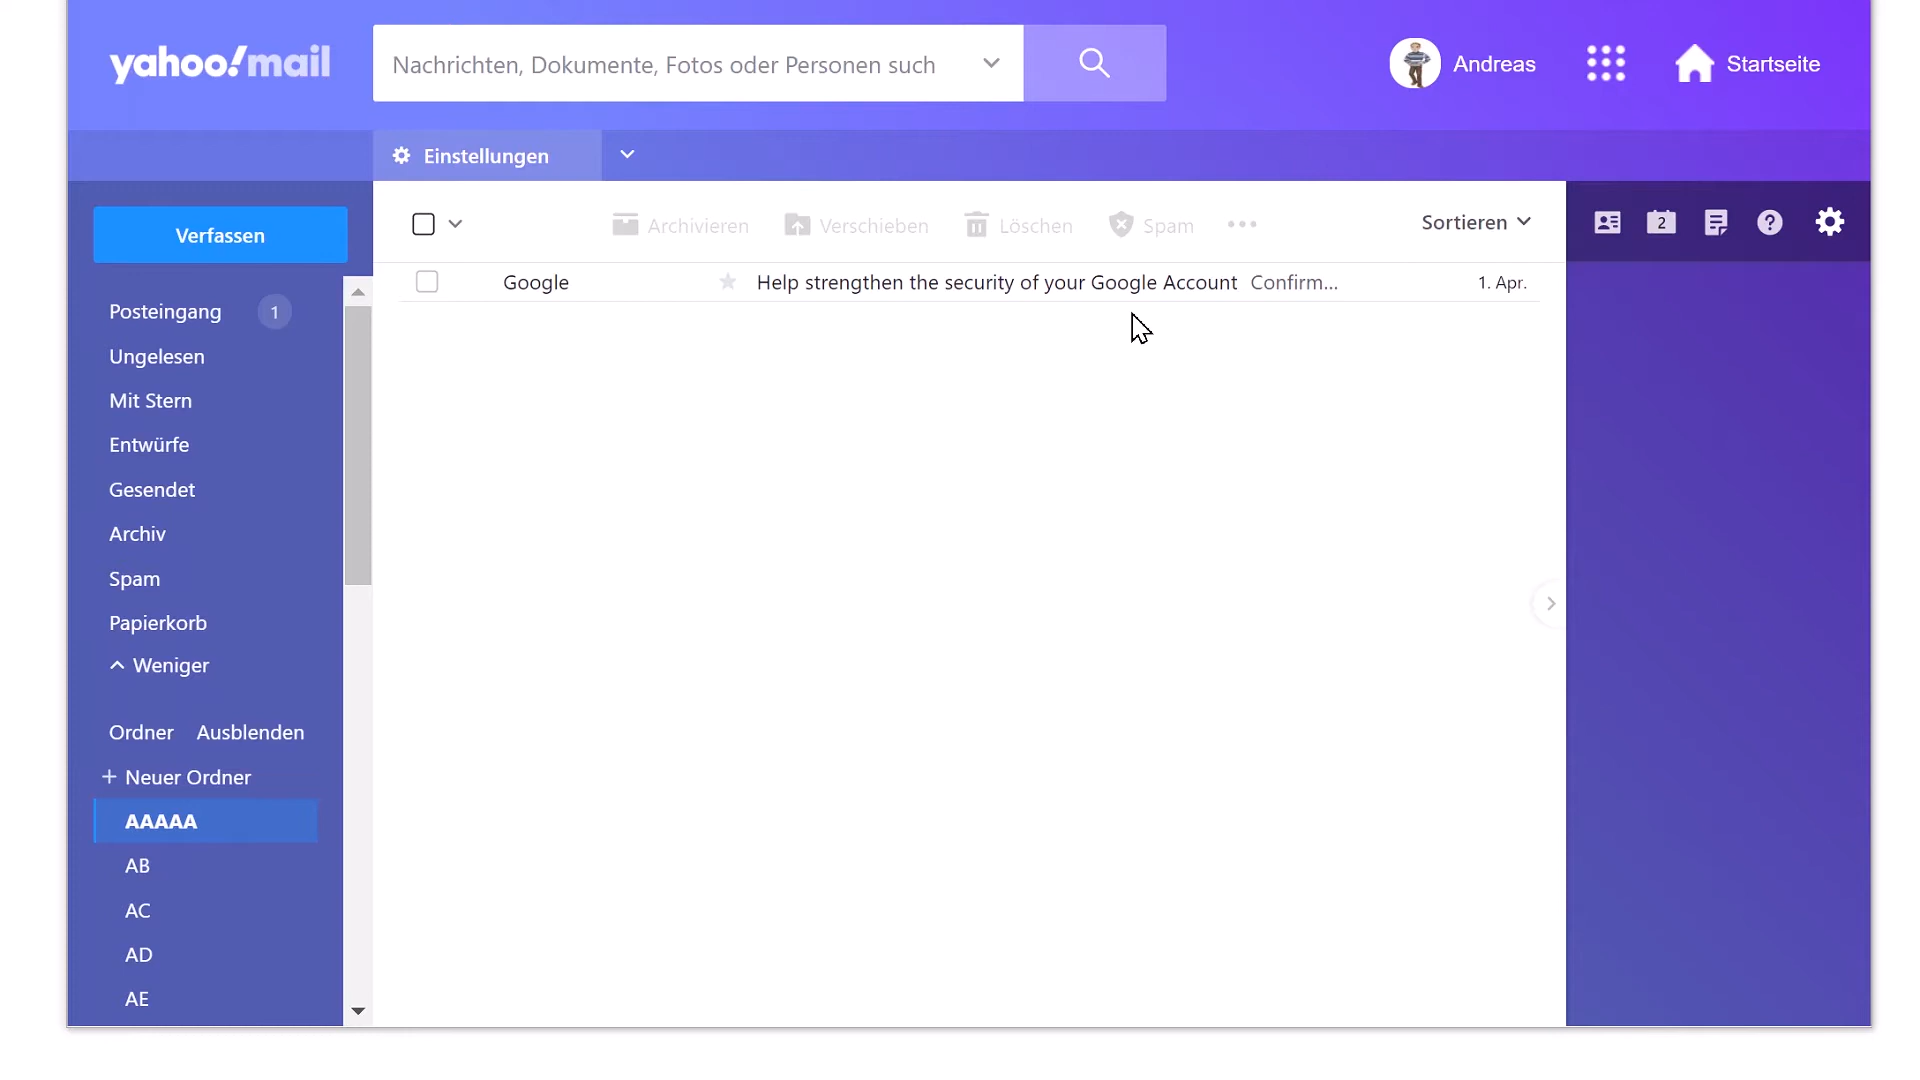 yahoo!mail
Nachrichten, Dokumente, Fotos oder Personen such
Andreas
Startseite
Einstellungen
Verfassen
Archivieren Verschieben Löschen Spam
Sortieren
2
Google Help strengthen the security of your Google Account Confirm... 1. Apr.
Posteingang 1
Ungelesen
Mit Stern
Entwürfe
Gesendet
Archiv
Spam
Papierkorb
Weniger
Ordner Ausblenden
+ Neuer Ordner
AAAAA
AB
AC
AD
AE